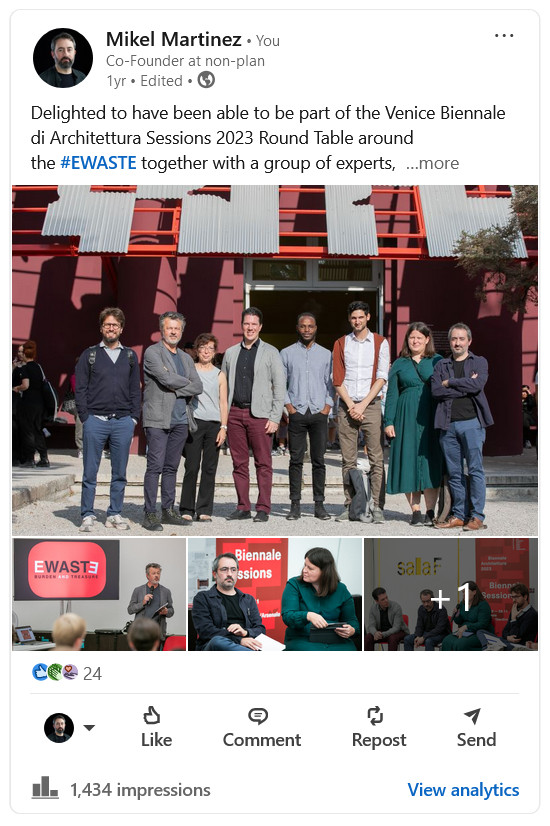 Mikel Martinez • You
Co-Founder at non-plan
1yr • Edited •
Delighted to have been able to be part of the Venice Biennale
di Architettura Sessions 2023 Round Table around
the #EWASTE together with a group of experts, ...more
EWASTE
BURDEN AND TREASURE
Biennale
Sessions
Sala F
Biennale
Sessions
+1
24
Like
Comment
Repost
Send
1,434 impressions
View analytics